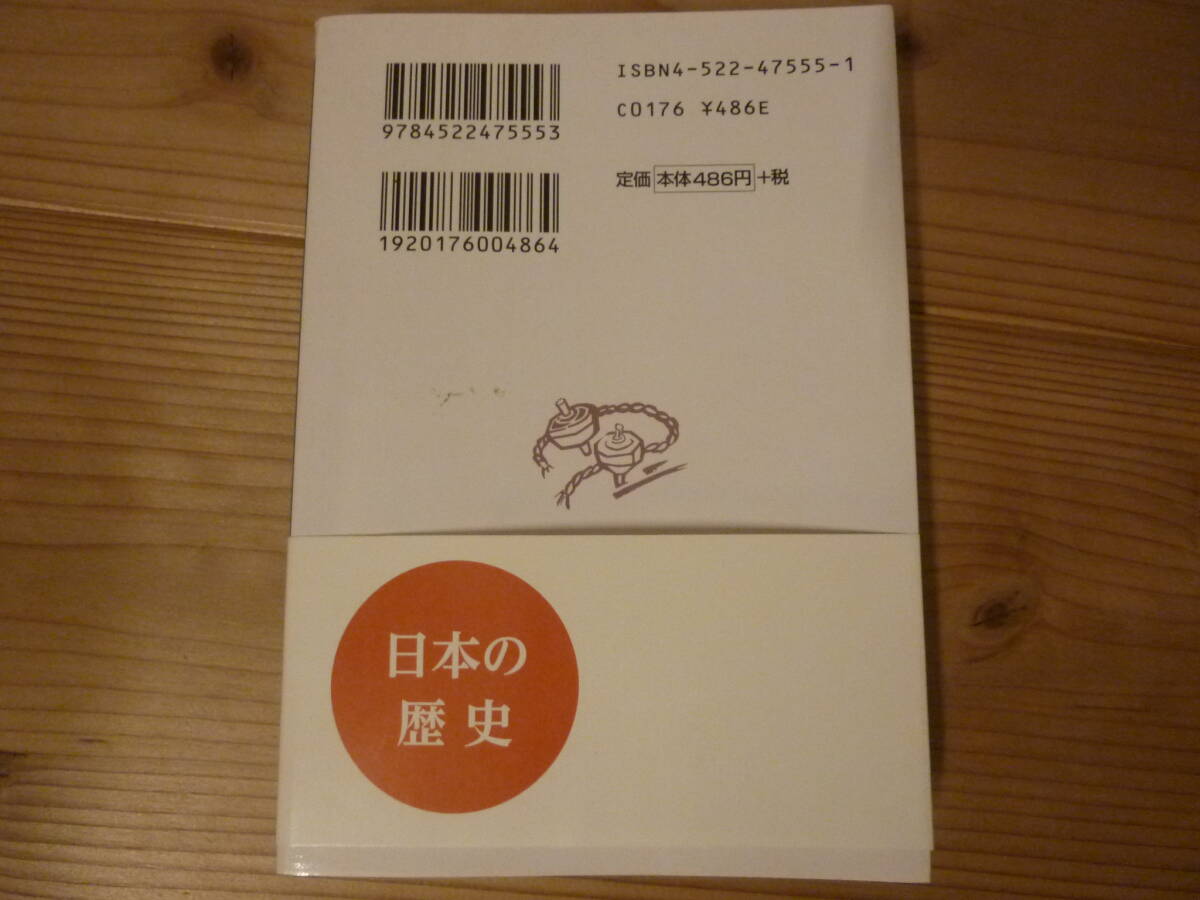 ISBN4-522-47555-1
9784522475553
C0176 ¥486E
定価 本体486円 +税
1920176004864
日本の
歴史